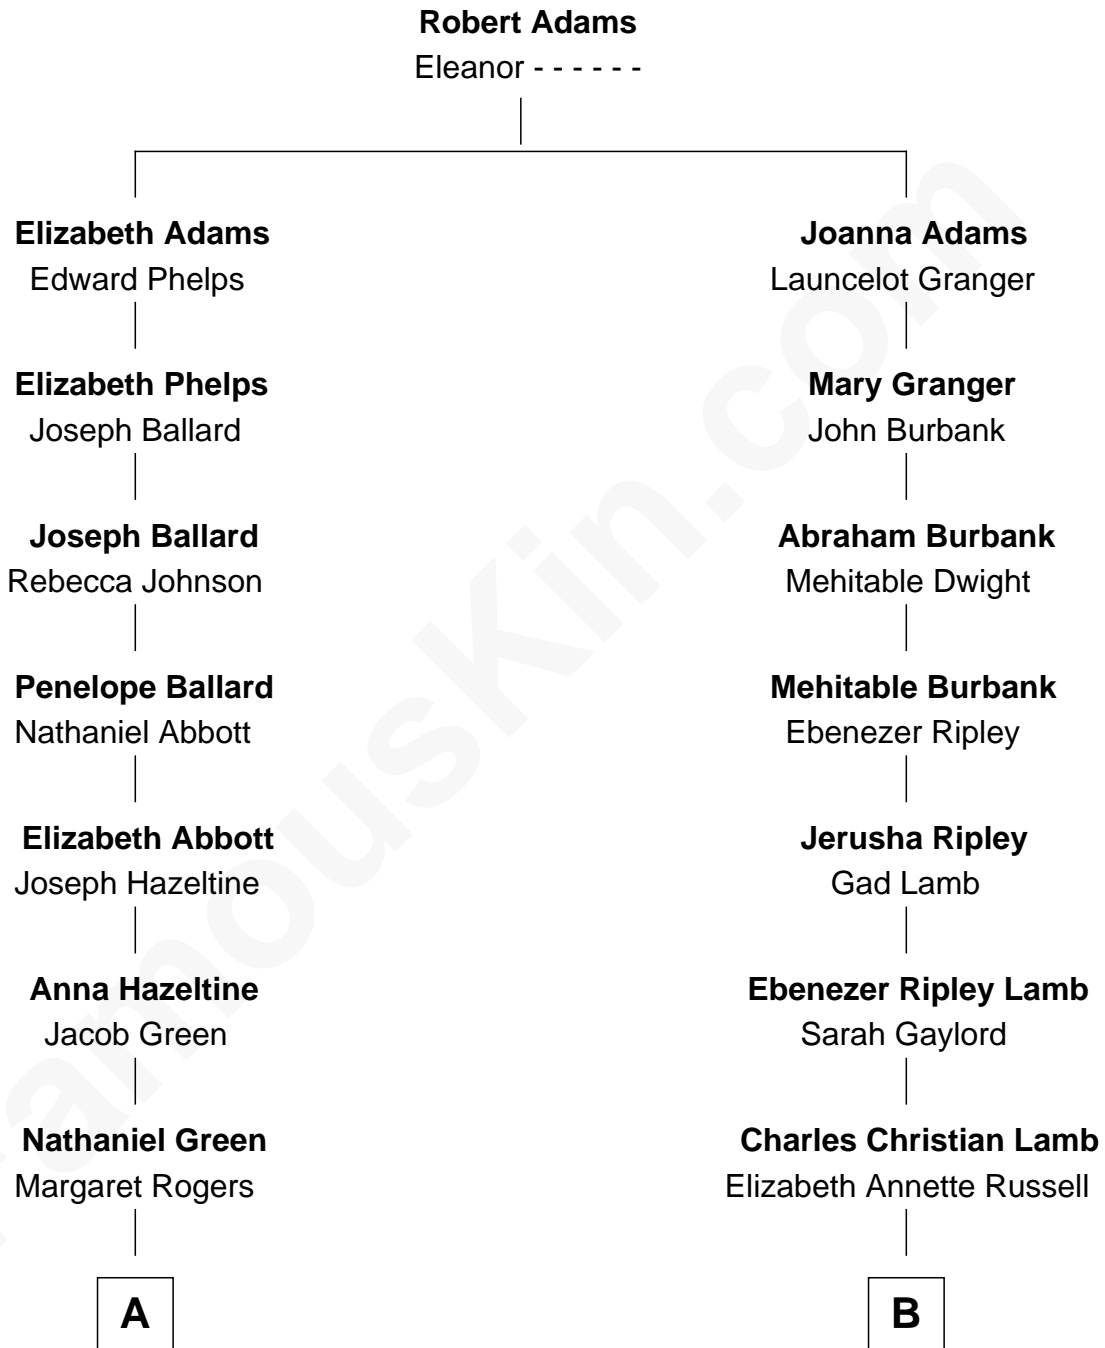 Robert Adams
Eleanor - - - - - -
Elizabeth Adams
Edward Phelps
Joanna Adams
Launcelot Granger
Elizabeth Phelps
Joseph Ballard
Mary Granger
John Burbank
Joseph Ballard
Rebecca Johnson
Abraham Burbank
Mehitable Dwight
Penelope Ballard
Nathaniel Abbott
Mehitable Burbank
Ebenezer Ripley
Elizabeth Abbott
Joseph Hazeltine
Jerusha Ripley
Gad Lamb
Anna Hazeltine
Jacob Green
Ebenezer Ripley Lamb
Sarah Gaylord
Nathaniel Green
Margaret Rogers
Charles Christian Lamb
Elizabeth Annette Russell
A
B
FamousKin.com